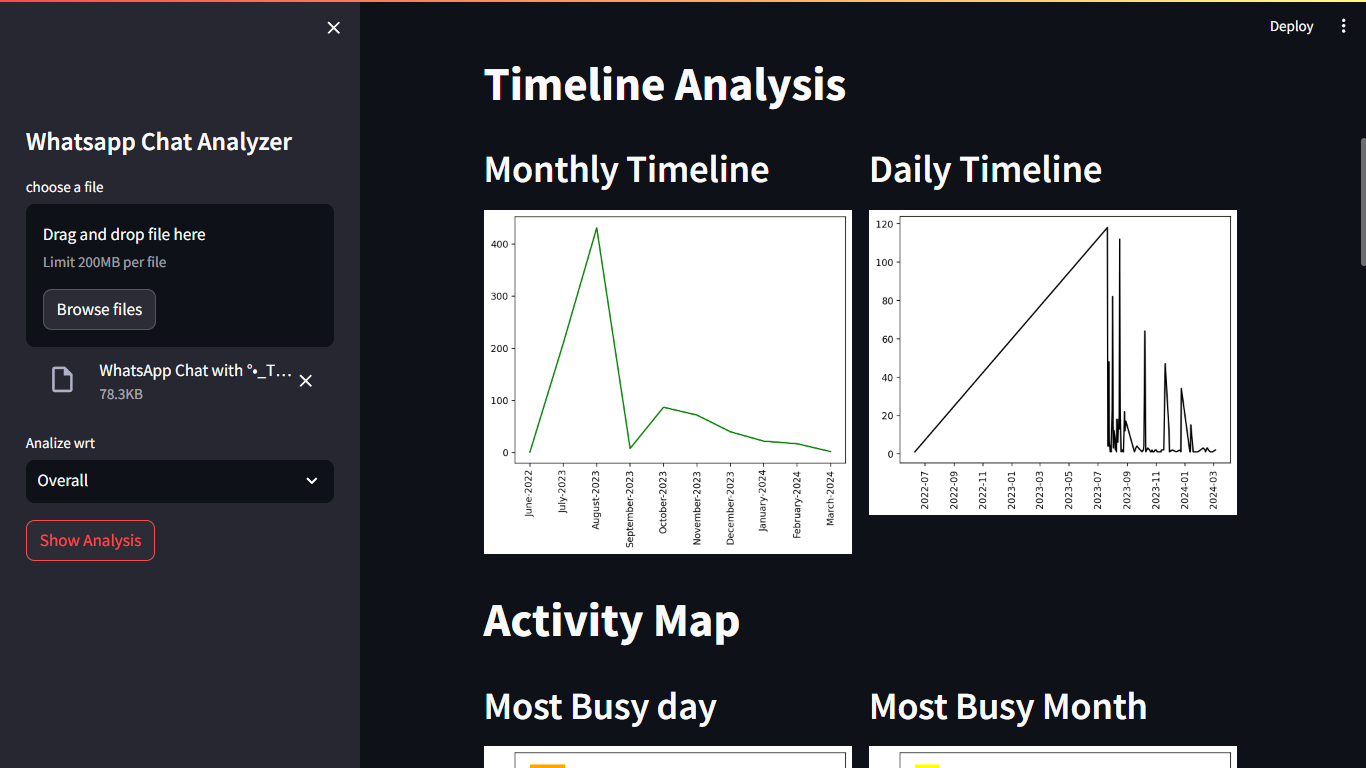 Deploy
Whatsapp Chat Analyzer
choose a file
Drag and drop file here
Limit 200MB per file
Browse files
WhatsApp Chat with °•_T...
78.3KB
Analize wrt
Overall
Show Analysis
Timeline Analysis
Monthly Timeline
400
300
200
100
0
June-2022
July-2023
August-2023
September-2023
October-2023
November-2023
December-2023
January-2024
February-2024
March-2024
Daily Timeline
120
100
80
60
40
20
0
2022-07
2022-09
2022-11
2023-01
2023-03
2023-05
2023-07
2023-09
2023-11
2024-01
2024-03
Activity Map
Most Busy day
Most Busy Month